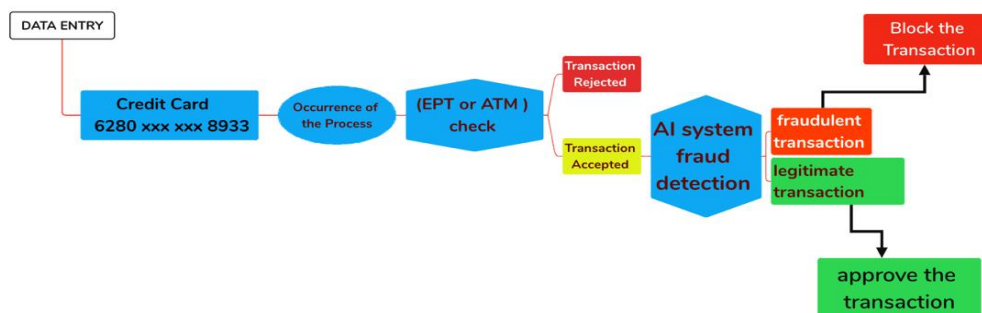 DATA ENTRY
Credit Card
6280 xxx xxx 8933
Occurrence of
the Process
(EPT or ATM )
check
Transaction
Rejected
Transaction
Accepted
AI system
fraud
detection
fraudulent
transaction
legitimate
transaction
Block the
Transaction
approve the
transaction